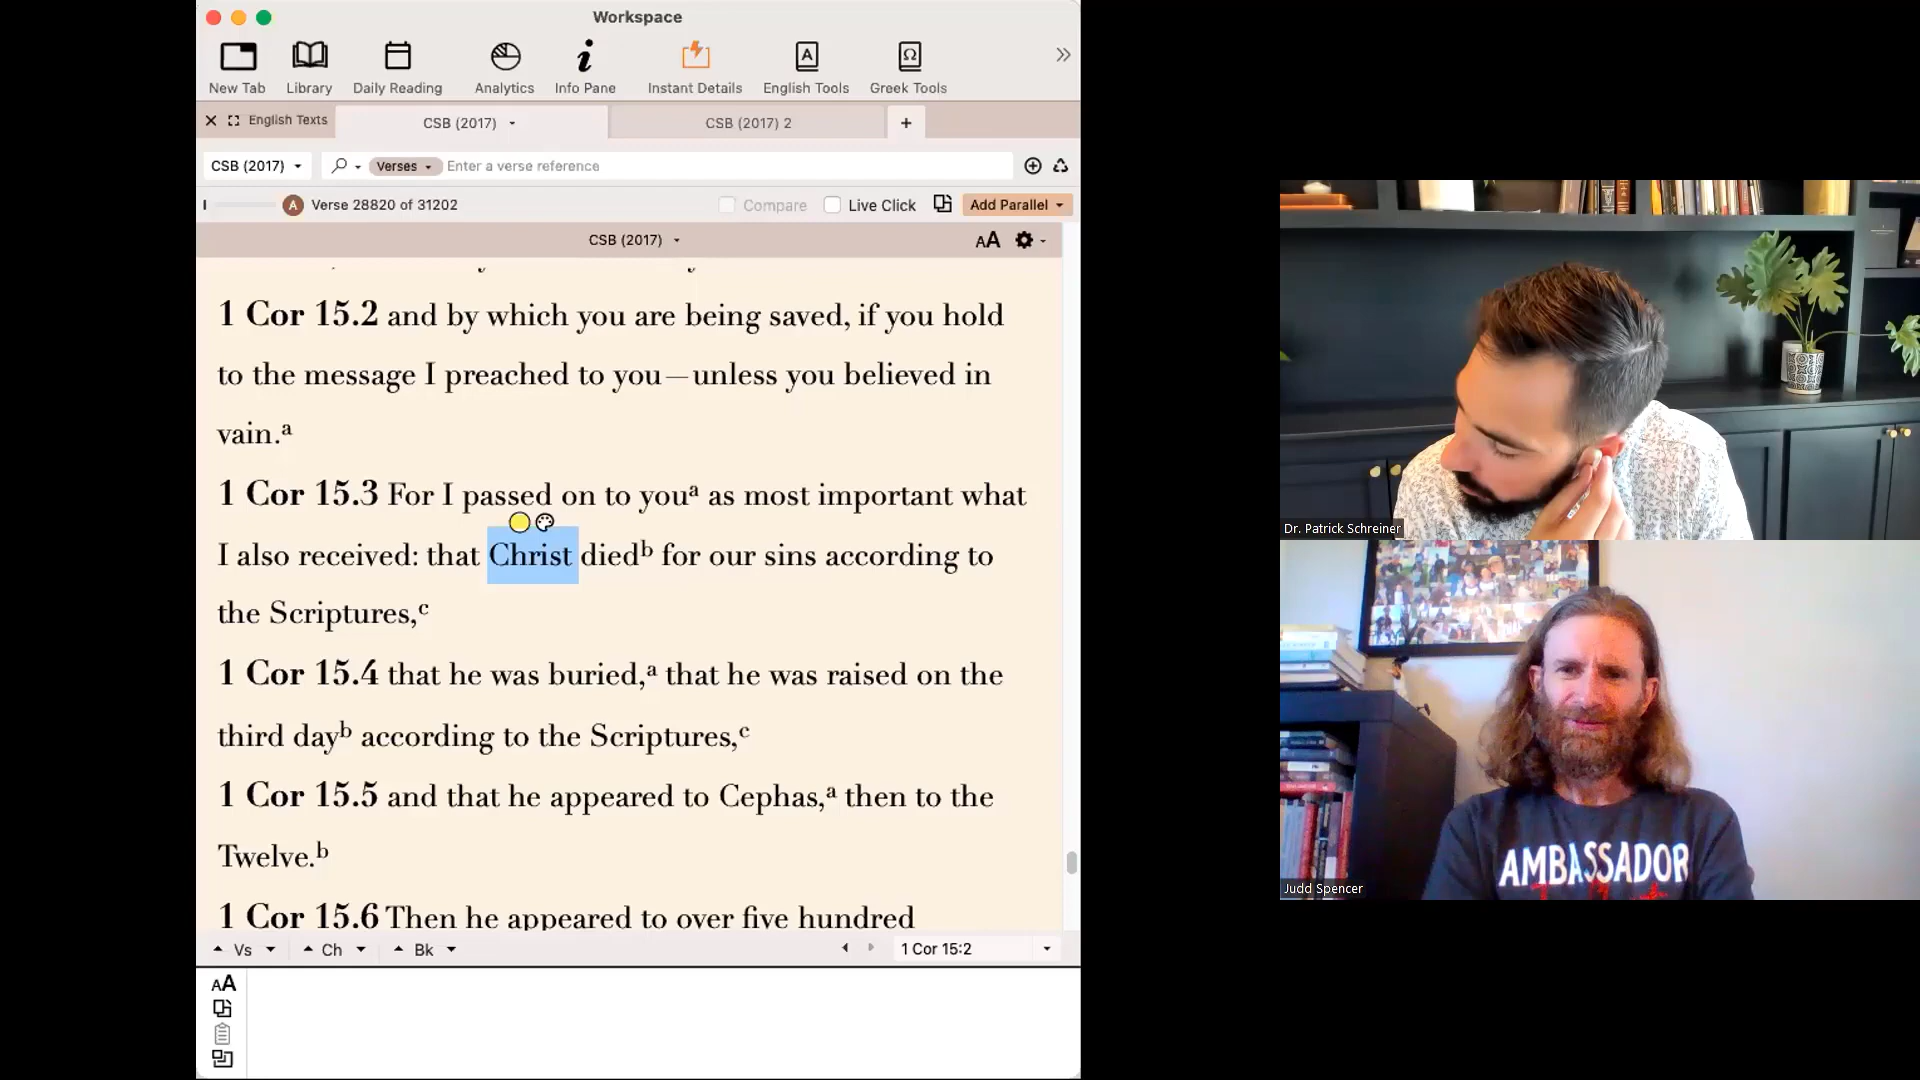 Workspace
New Tab Library Daily Reading Analytics Info Pane Instant Details English Tools Greek Tools
English Texts CSB (2017) CSB (2017) 2
CSB (2017) Verses Enter a verse reference
A Verse 28820 of 31202 Compare Live Click Add Parallel
CSB (2017) AA
1 Cor 15.2 and by which you are being saved, if you hold
to the message I preached to you—unless you believed in
vain.ᵃ
1 Cor 15.3 For I passed on to youᵃ as most important what
I also received: that Christ diedᵇ for our sins according to
the Scriptures,ᶜ
1 Cor 15.4 that he was buried,ᵃ that he was raised on the
third dayᵇ according to the Scriptures,ᶜ
1 Cor 15.5 and that he appeared to Cephas,ᵃ then to the
Twelve.ᵇ
1 Cor 15.6 Then he appeared to over five hundred
Vs Ch Bk 1 Cor 15:2
AA
Dr. Patrick Schreiner
AMBASSADOR
Judd Spencer